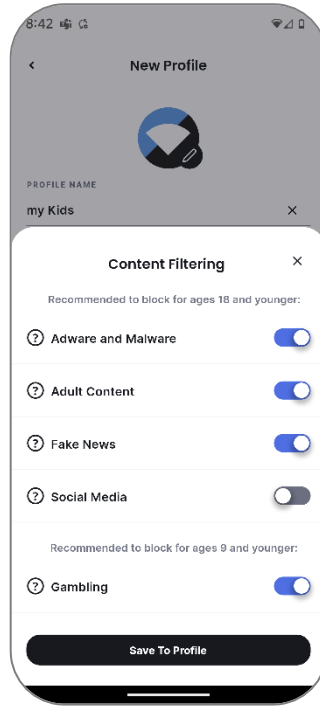 8:42
New Profile
PROFILE NAME
my Kids
Content Filtering
Recommended to block for ages 18 and younger:
Adware and Malware
Adult Content
Fake News
Social Media
Recommended to block for ages 9 and younger:
Gambling
Save To Profile